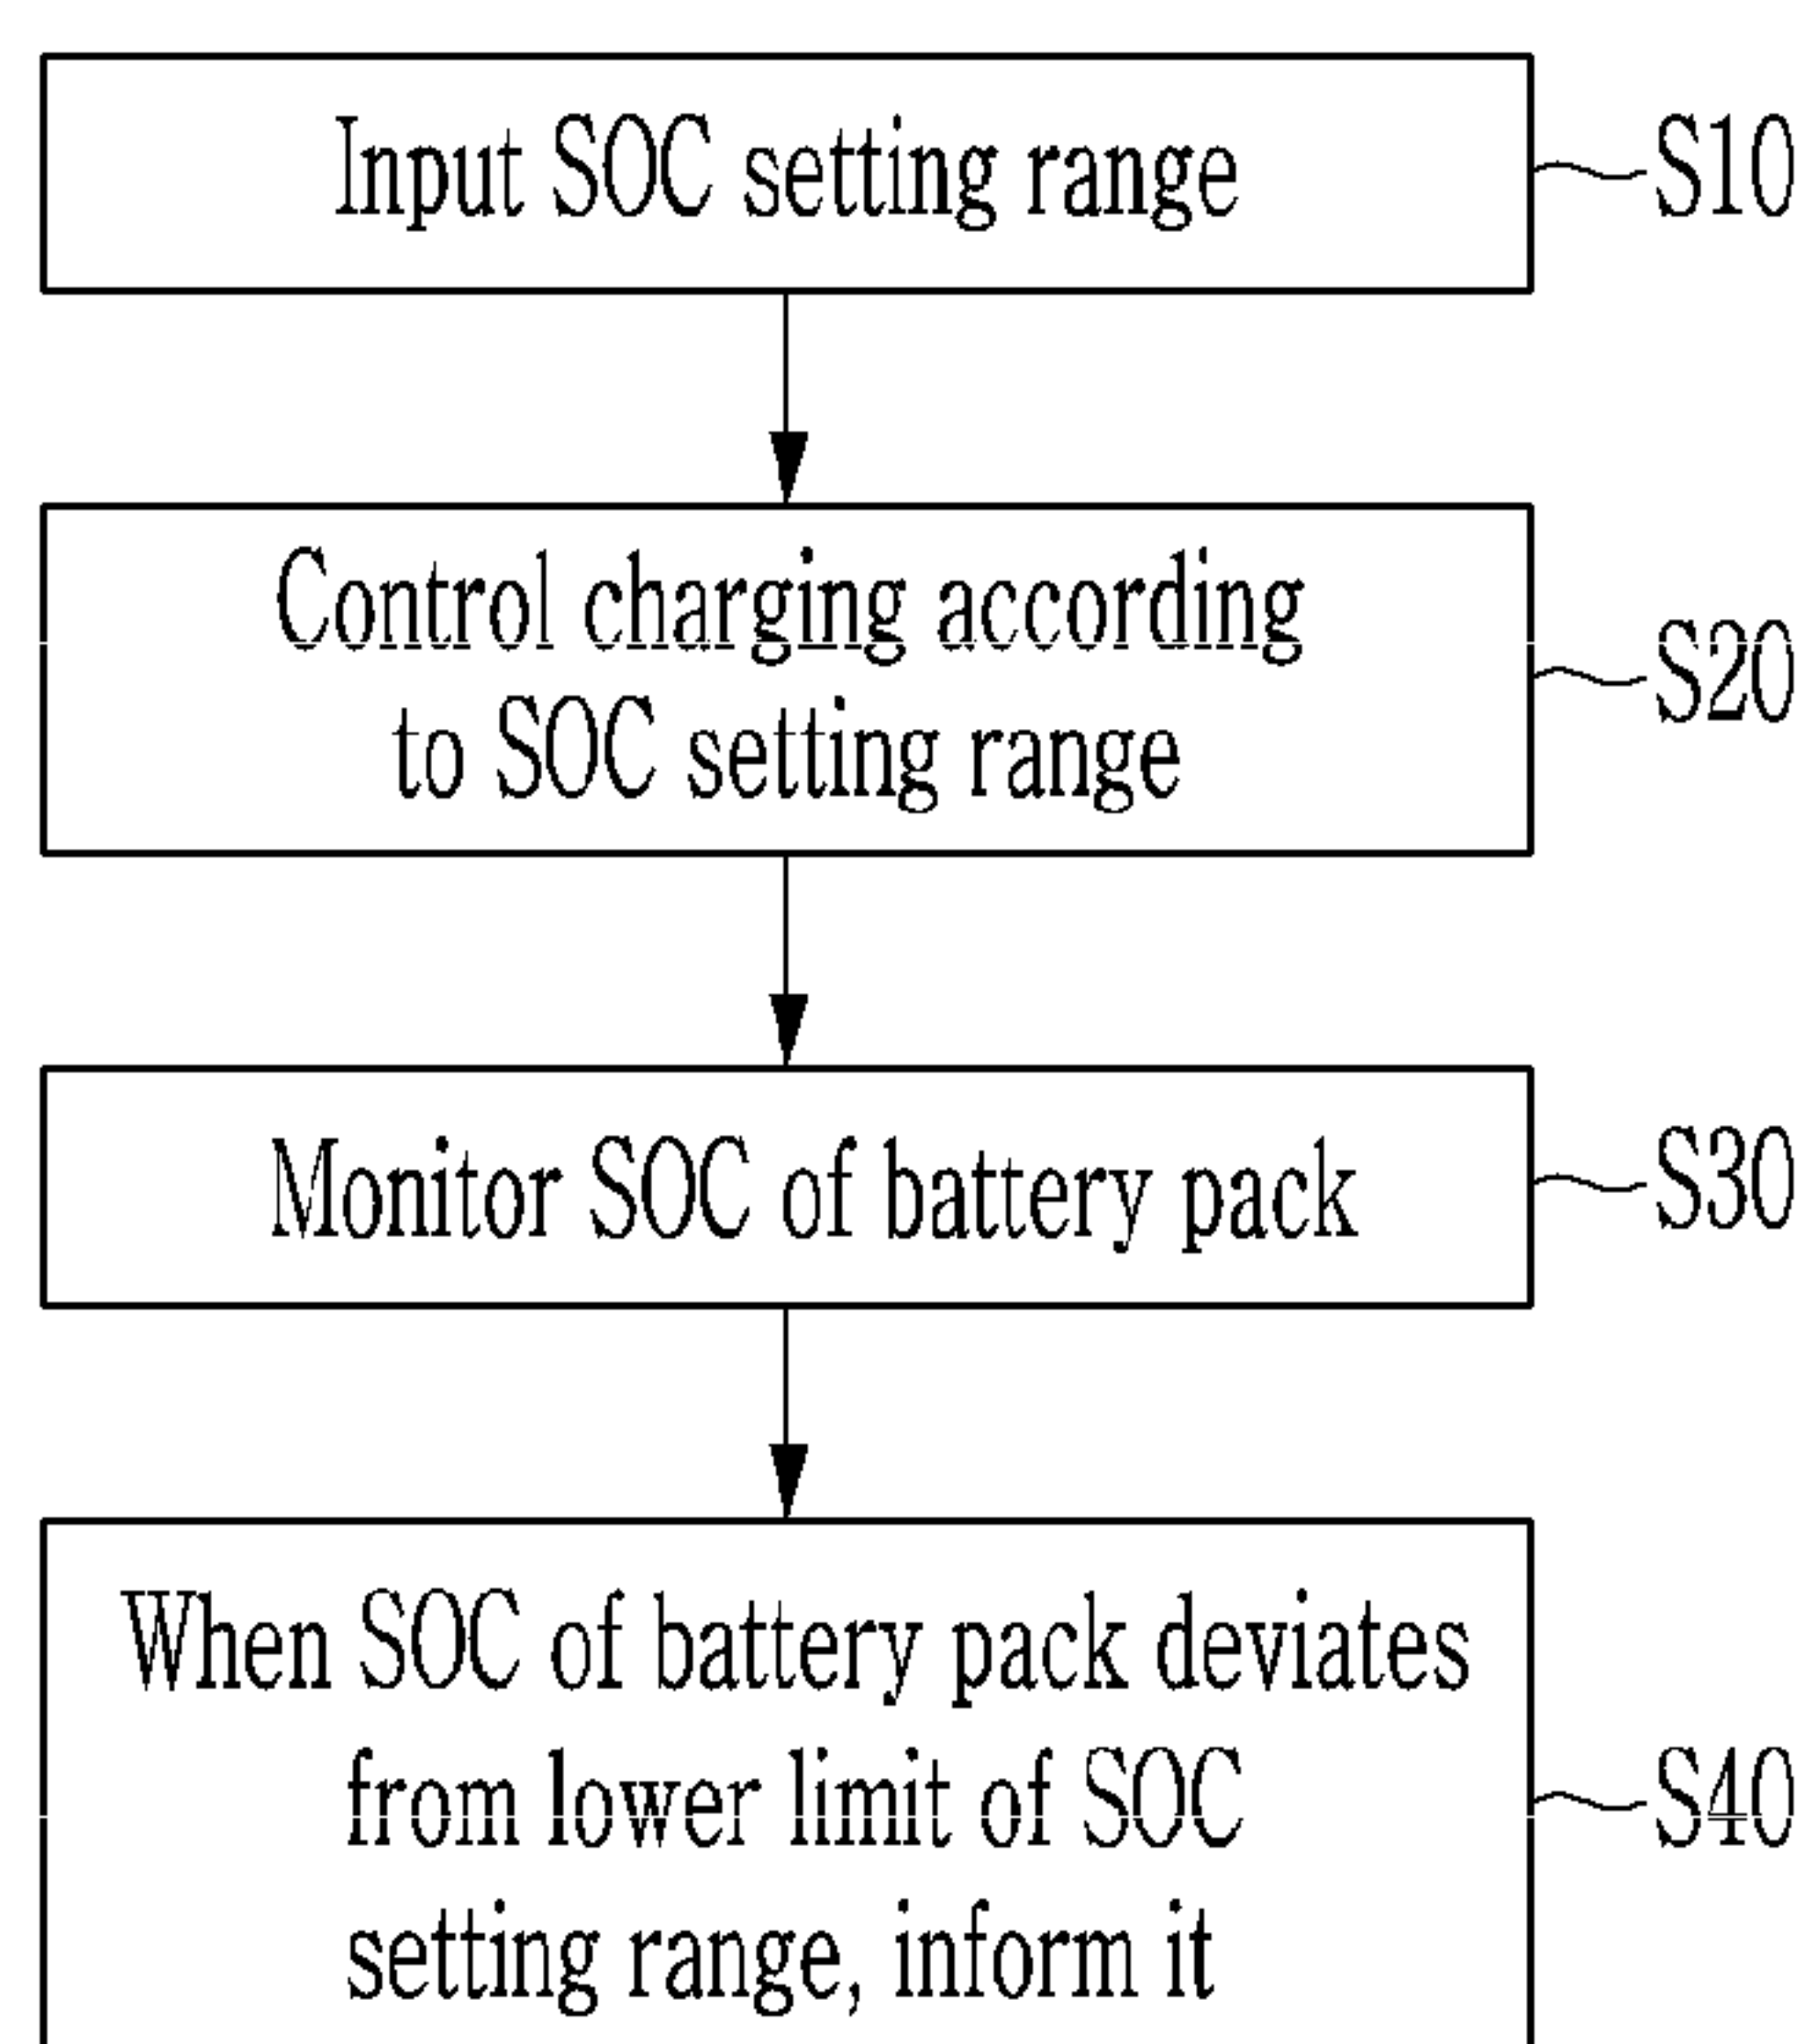 Input SOC setting range
S10
Control charging according
to SOC setting range
S20
Monitor SOC of battery pack
S30
When SOC of battery pack deviates
from lower limit of SOC
setting range, inform it
S40